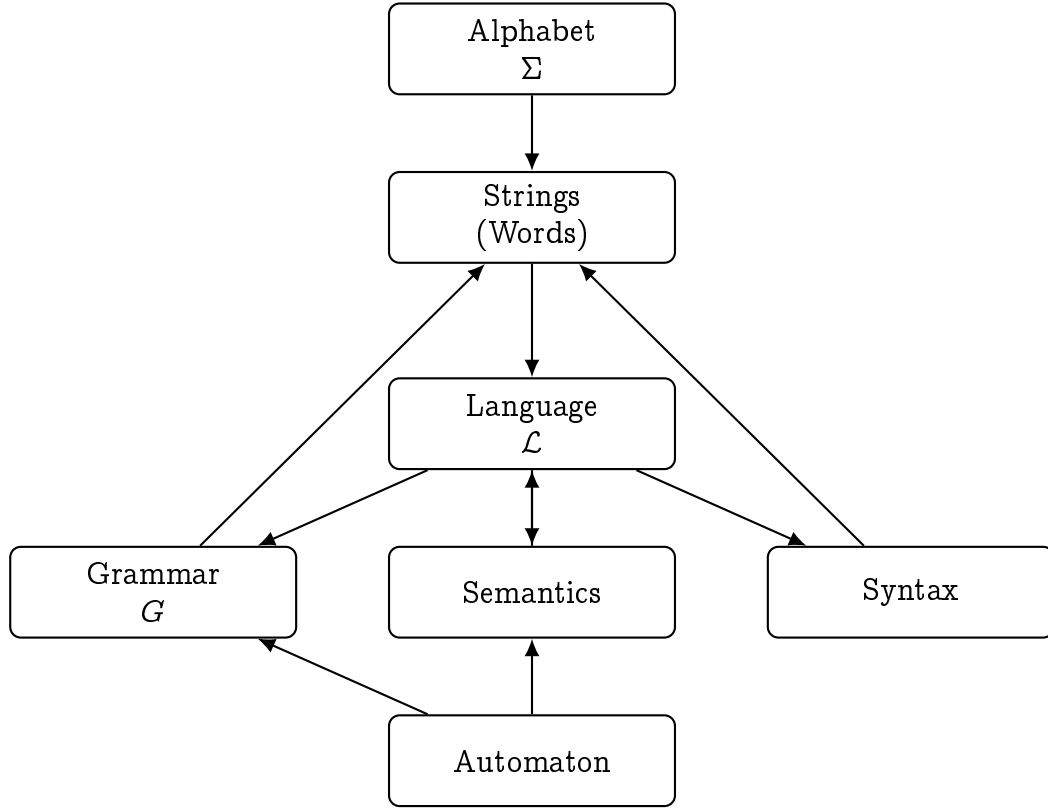 Alphabet
Σ
Strings
(Words)
Language
ℒ
Grammar
G
Semantics
Syntax
Automaton